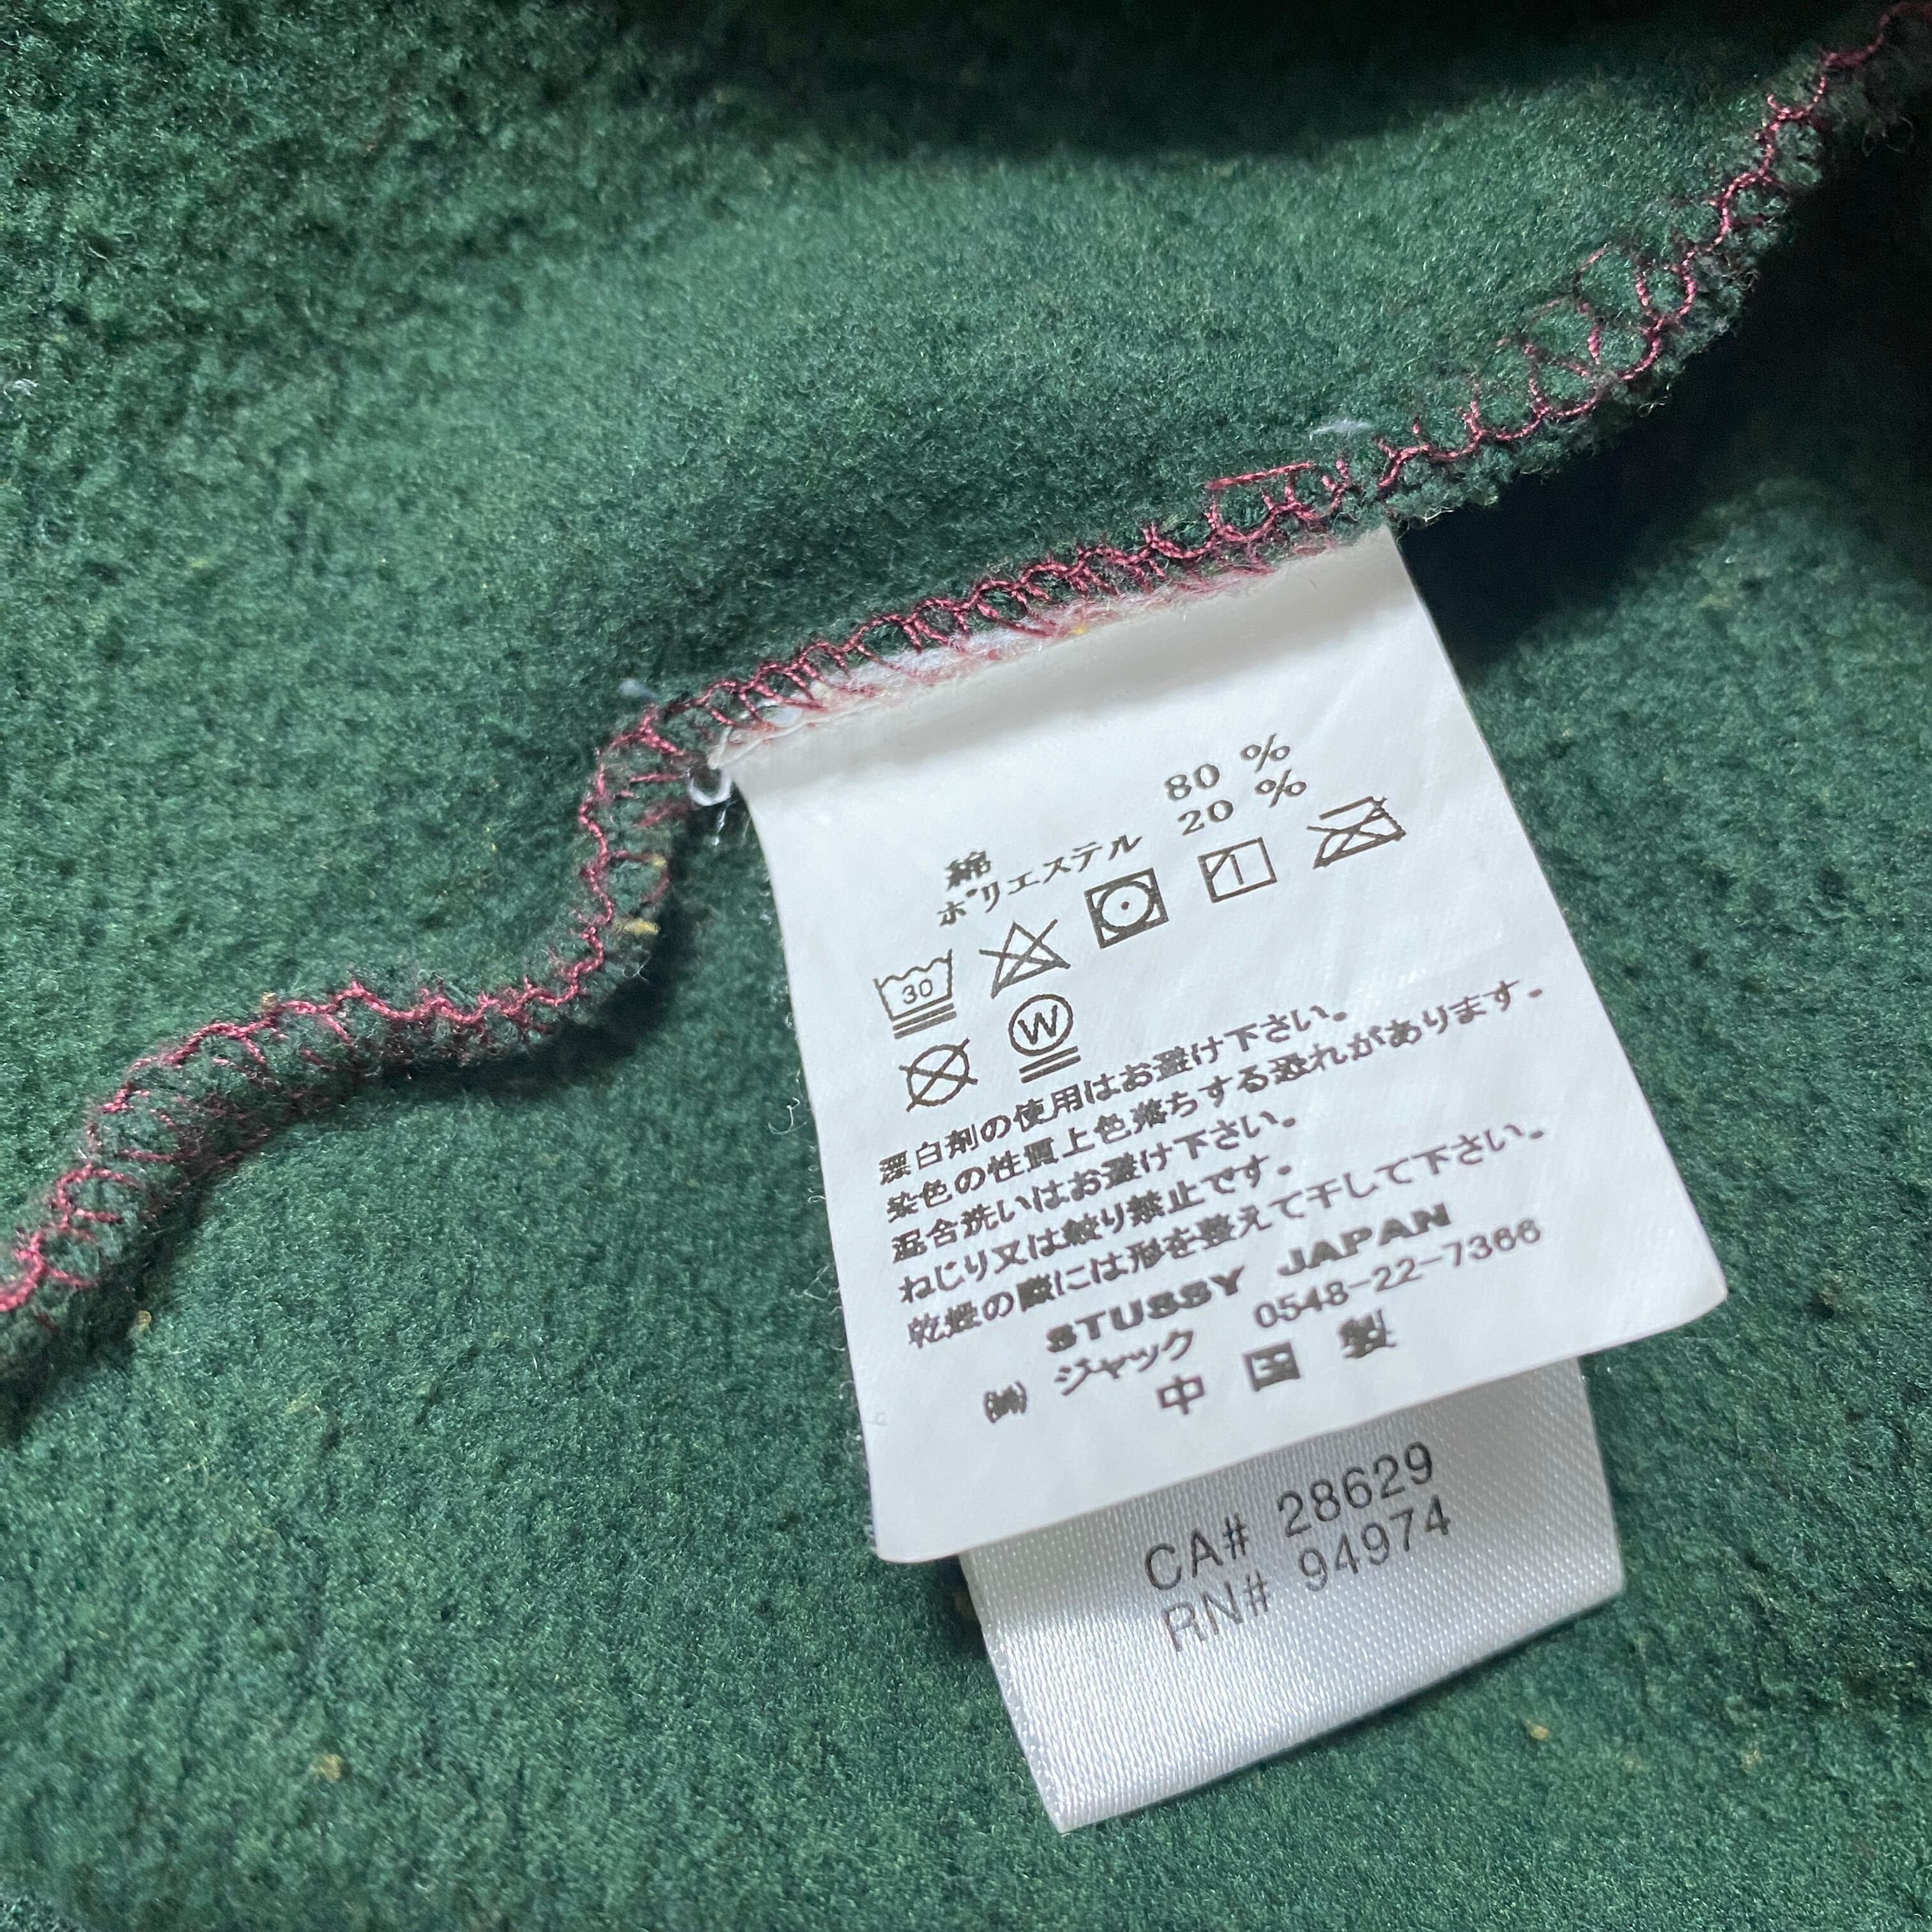 綿 80 %
ポリエステル 20 %
30
W
漂白剤の使用はお避け下さい。
染色の性質上色落ちする恐れがあります。
混合洗いはお避け下さい。
ねじり又は絞り禁止です。
乾燥の際には形を整えて干して下さい。
STUSSY JAPAN
㈱ ジャック 0548-22-7366
中国製
CA# 28629
RN# 94974